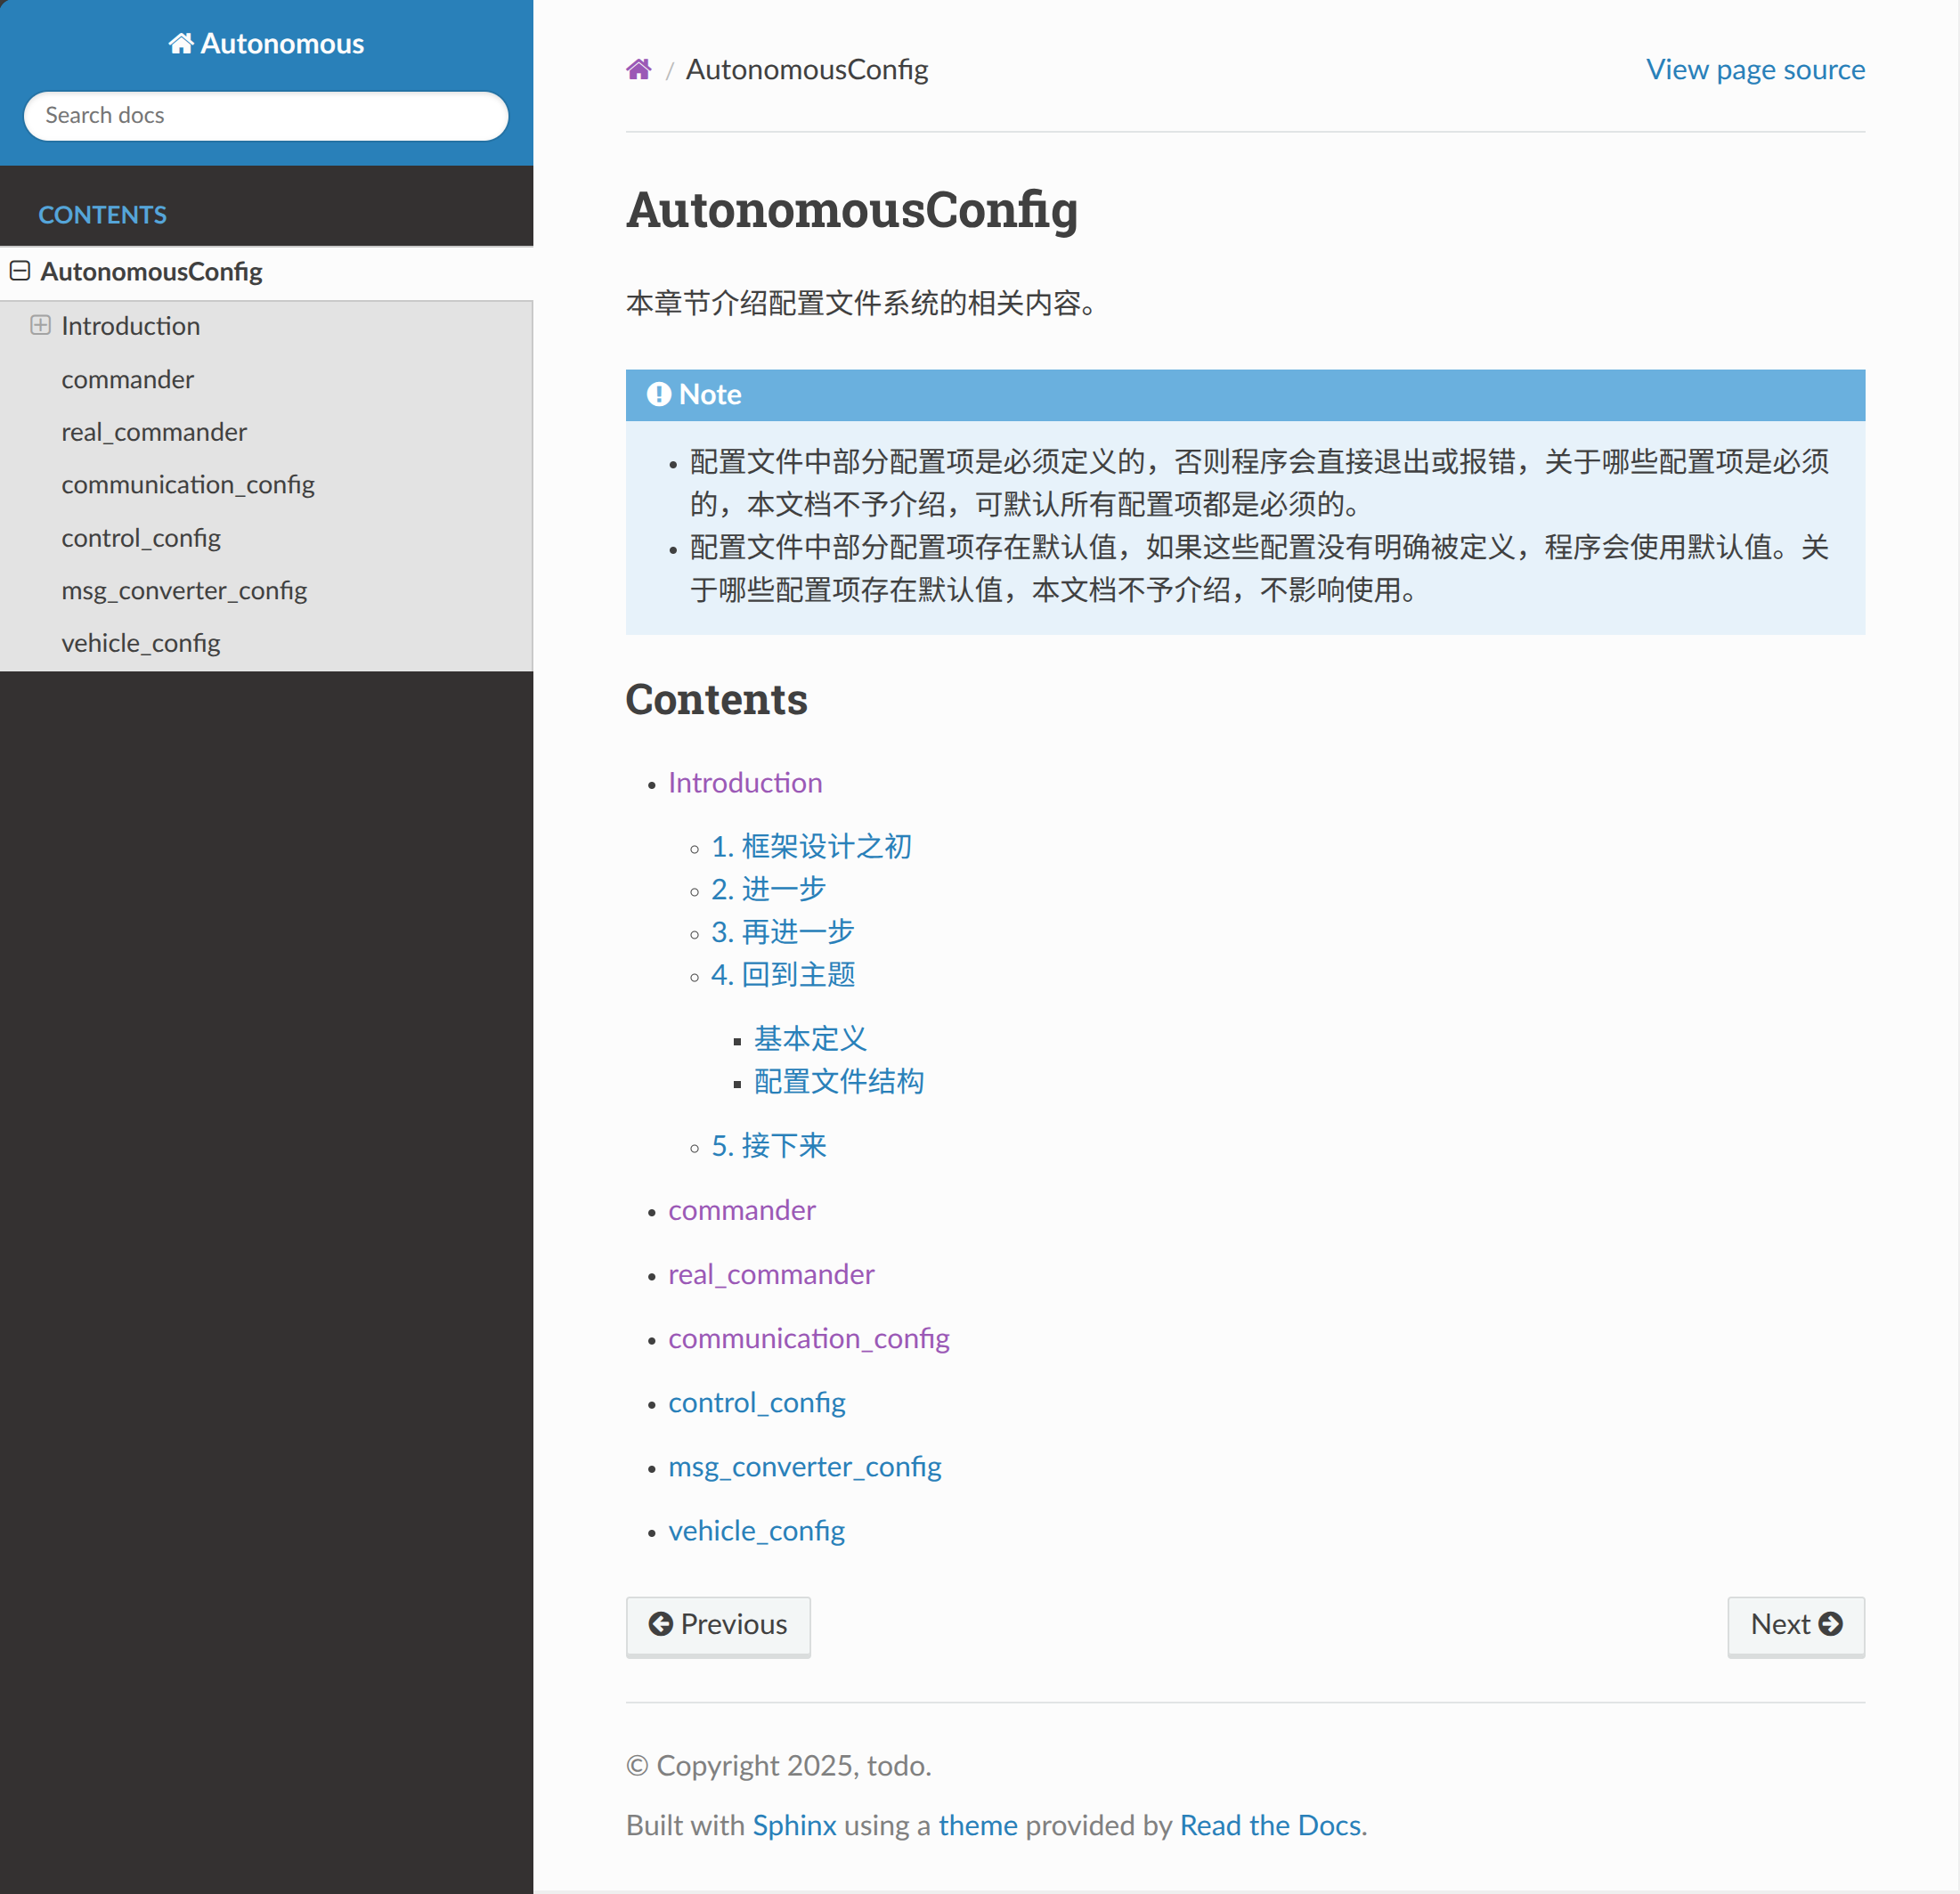 Autonomous
Search docs
CONTENTS
AutonomousConfig
Introduction
commander
real_commander
communication_config
control_config
msg_converter_config
vehicle_config
/ AutonomousConfig
View page source
AutonomousConfig
本章节介绍配置文件系统的相关内容。
Note
• 配置文件中部分配置项是必须定义的，否则程序会直接退出或报错，关于哪些配置项是必须
的，本文档不予介绍，可默认所有配置项都是必须的。
• 配置文件中部分配置项存在默认值，如果这些配置没有明确被定义，程序会使用默认值。关
于哪些配置项存在默认值，本文档不予介绍，不影响使用。
Contents
• Introduction
◦ 1. 框架设计之初
◦ 2. 进一步
◦ 3. 再进一步
◦ 4. 回到主题
▪ 基本定义
▪ 配置文件结构
◦ 5. 接下来
• commander
• real_commander
• communication_config
• control_config
• msg_converter_config
• vehicle_config
Previous
Next
© Copyright 2025, todo.
Built with Sphinx using a theme provided by Read the Docs.